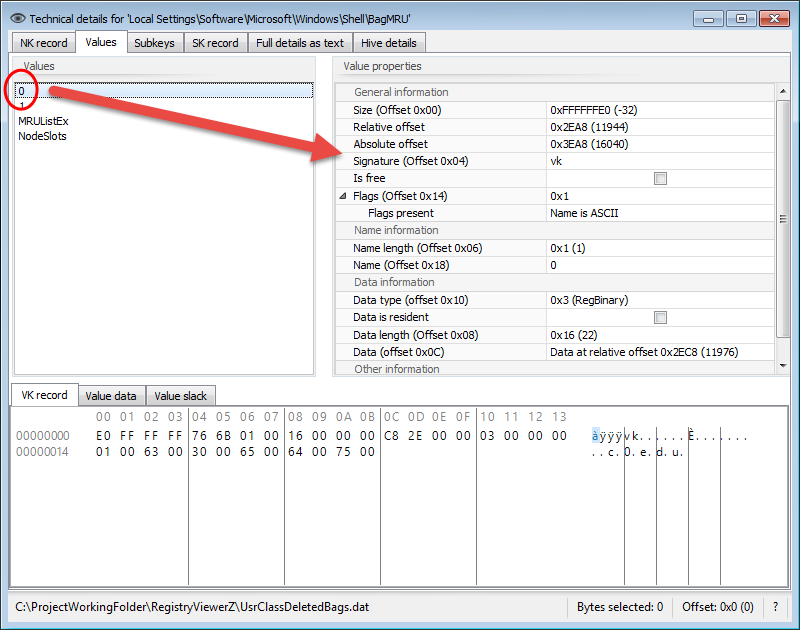 Technical details for 'Local Settings\Software\Microsoft\Windows\Shell\BagMRU'
NK record Values Subkeys SK record Full details as text Hive details
Values
0
1
MRUListEx
NodeSlots
Value properties
General information
Size (Offset 0x00) 0xFFFFFFE0 (-32)
Relative offset 0x2EA8 (11944)
Absolute offset 0x3EA8 (16040)
Signature (Offset 0x04) vk
Is free
Flags (Offset 0x14) 0x1
Flags present Name is ASCII
Name information
Name length (Offset 0x06) 0x1 (1)
Name (Offset 0x18) 0
Data information
Data type (offset 0x10) 0x3 (RegBinary)
Data is resident
Data length (Offset 0x08) 0x16 (22)
Data (offset 0x0C) Data at relative offset 0x2EC8 (11976)
Other information
VK record Value data Value slack
00 01 02 03 04 05 06 07 08 09 0A 0B 0C 0D 0E 0F 10 11 12 13
00000000 E0 FF FF FF 76 6B 01 00 16 00 00 00 C8 2E 00 00 03 00 00 00 àÿÿÿvk......È.......
00000014 01 00 63 00 30 00 65 00 64 00 75 00 ..c.0.e.d.u.
C:\ProjectWorkingFolder\RegistryViewerZ\UsrClassDeletedBags.dat Bytes selected: 0 Offset: 0x0 (0) ?